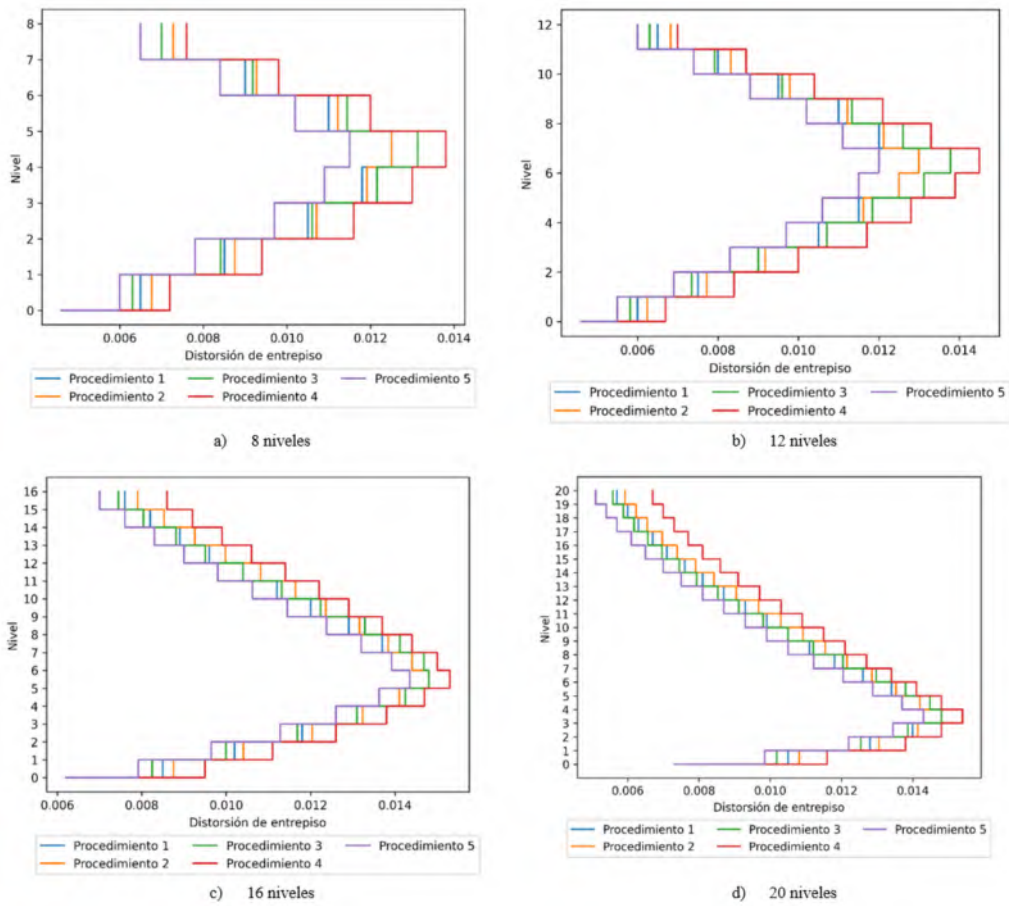 8
7
6
5
4
3
2
1
0
Nivel
0.006 0.008 0.010 0.012 0.014
Distorsión de entrepiso
Procedimiento 1 Procedimiento 3 Procedimiento 5
Procedimiento 2 Procedimiento 4
a) 8 niveles
12
10
8
6
4
2
0
Nivel
0.006 0.008 0.010 0.012 0.014
Distorsión de entrepiso
Procedimiento 1 Procedimiento 3 Procedimiento 5
Procedimiento 2 Procedimiento 4
b) 12 niveles
16
15
14
13
12
11
10
9
8
7
6
5
4
3
2
1
0
Nivel
0.006 0.008 0.010 0.012 0.014
Distorsión de entrepiso
Procedimiento 1 Procedimiento 3 Procedimiento 5
Procedimiento 2 Procedimiento 4
c) 16 niveles
20
19
18
17
16
15
14
13
12
11
10
9
8
7
6
5
4
3
2
1
0
Nivel
0.006 0.008 0.010 0.012 0.014
Distorsión de entrepiso
Procedimiento 1 Procedimiento 3 Procedimiento 5
Procedimiento 2 Procedimiento 4
d) 20 niveles